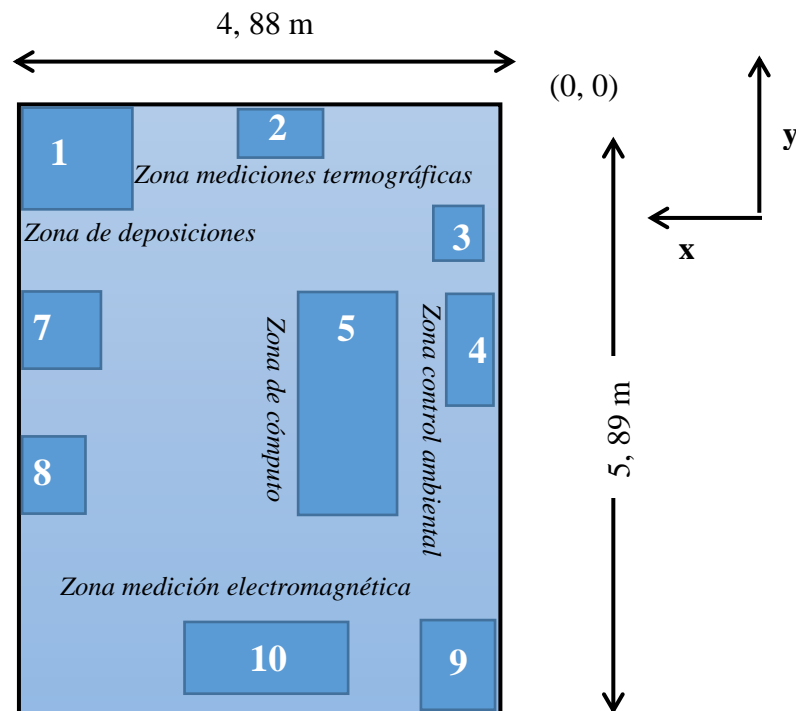 4, 88 m
(0, 0)
y
x
1
2
Zona mediciones termográficas
3
Zona de deposiciones
7
5
4
Zona de cómputo
Zona control ambiental
8
5, 89 m
Zona medición electromagnética
10
9